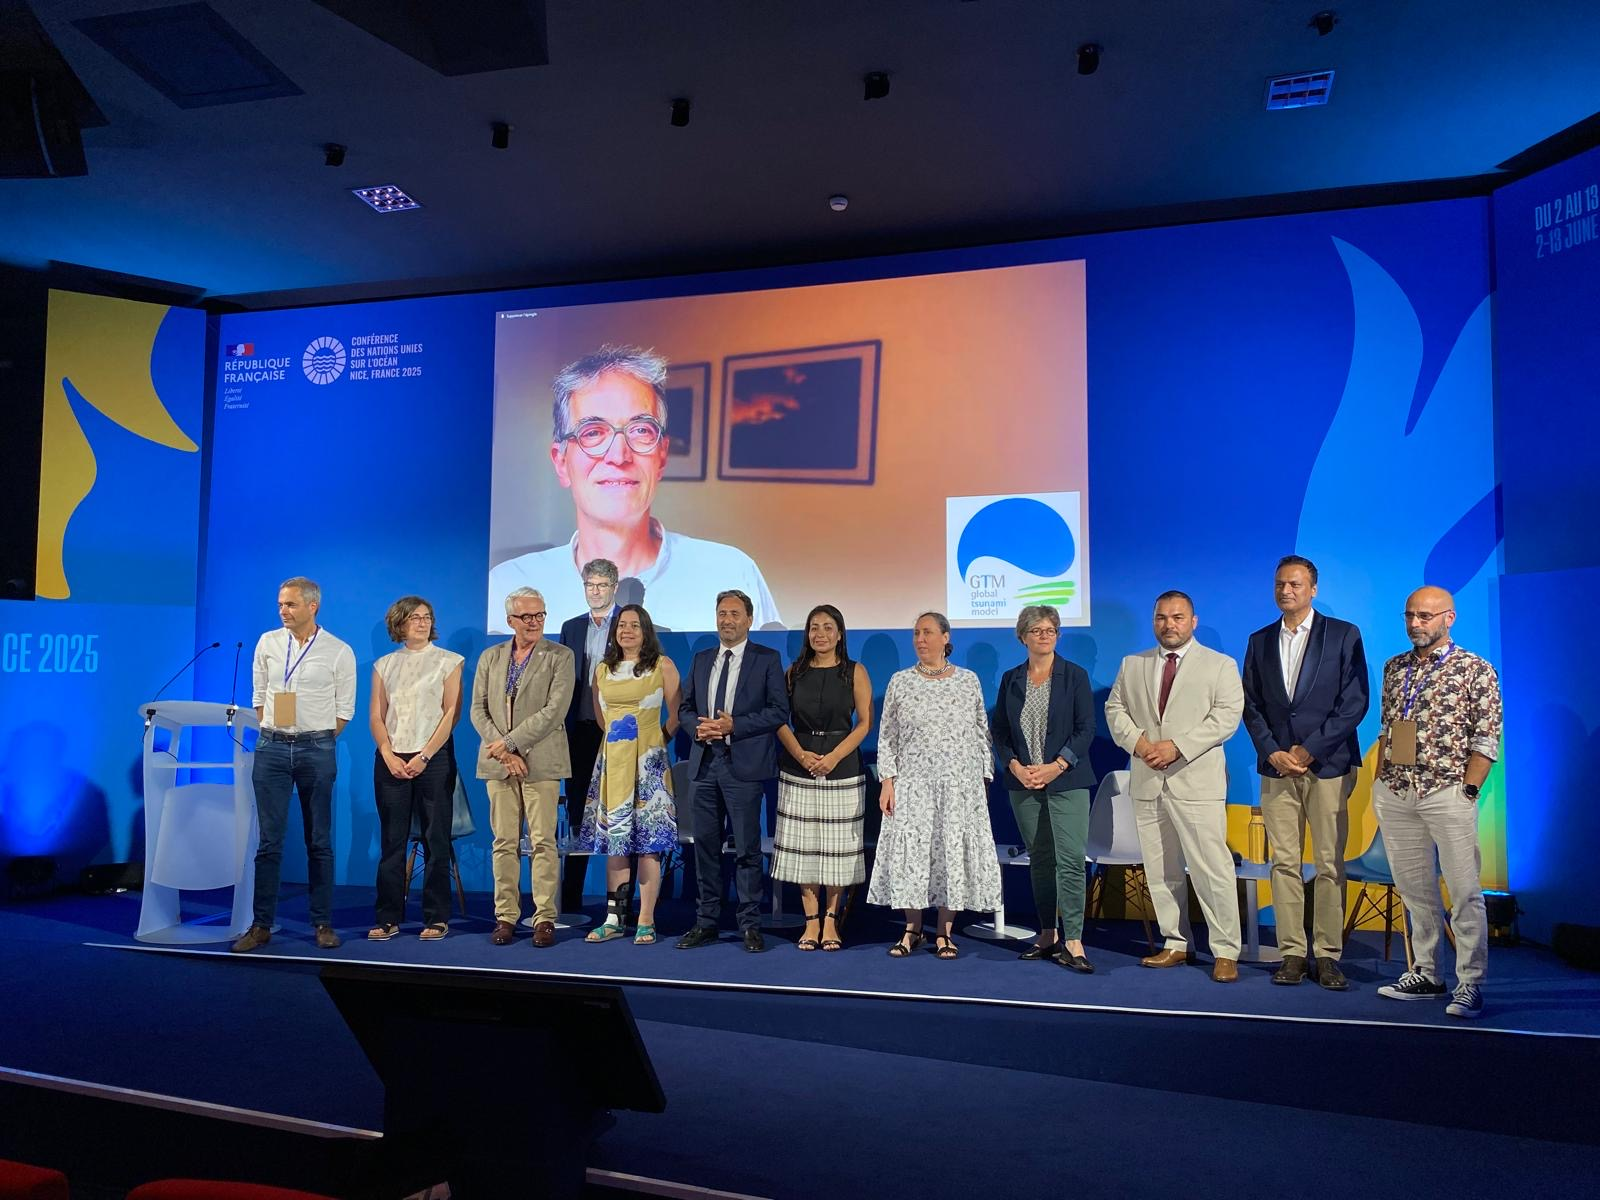 RÉPUBLIQUE
FRANÇAISE
Liberté
Égalité
Fraternité
CONFÉRENCE
DES NATIONS UNIES
SUR L'OCÉAN
NICE, FRANCE 2025
GTM
global
tsunami
model
DU 2 AU 13
2-13 JUNE
CE 2025